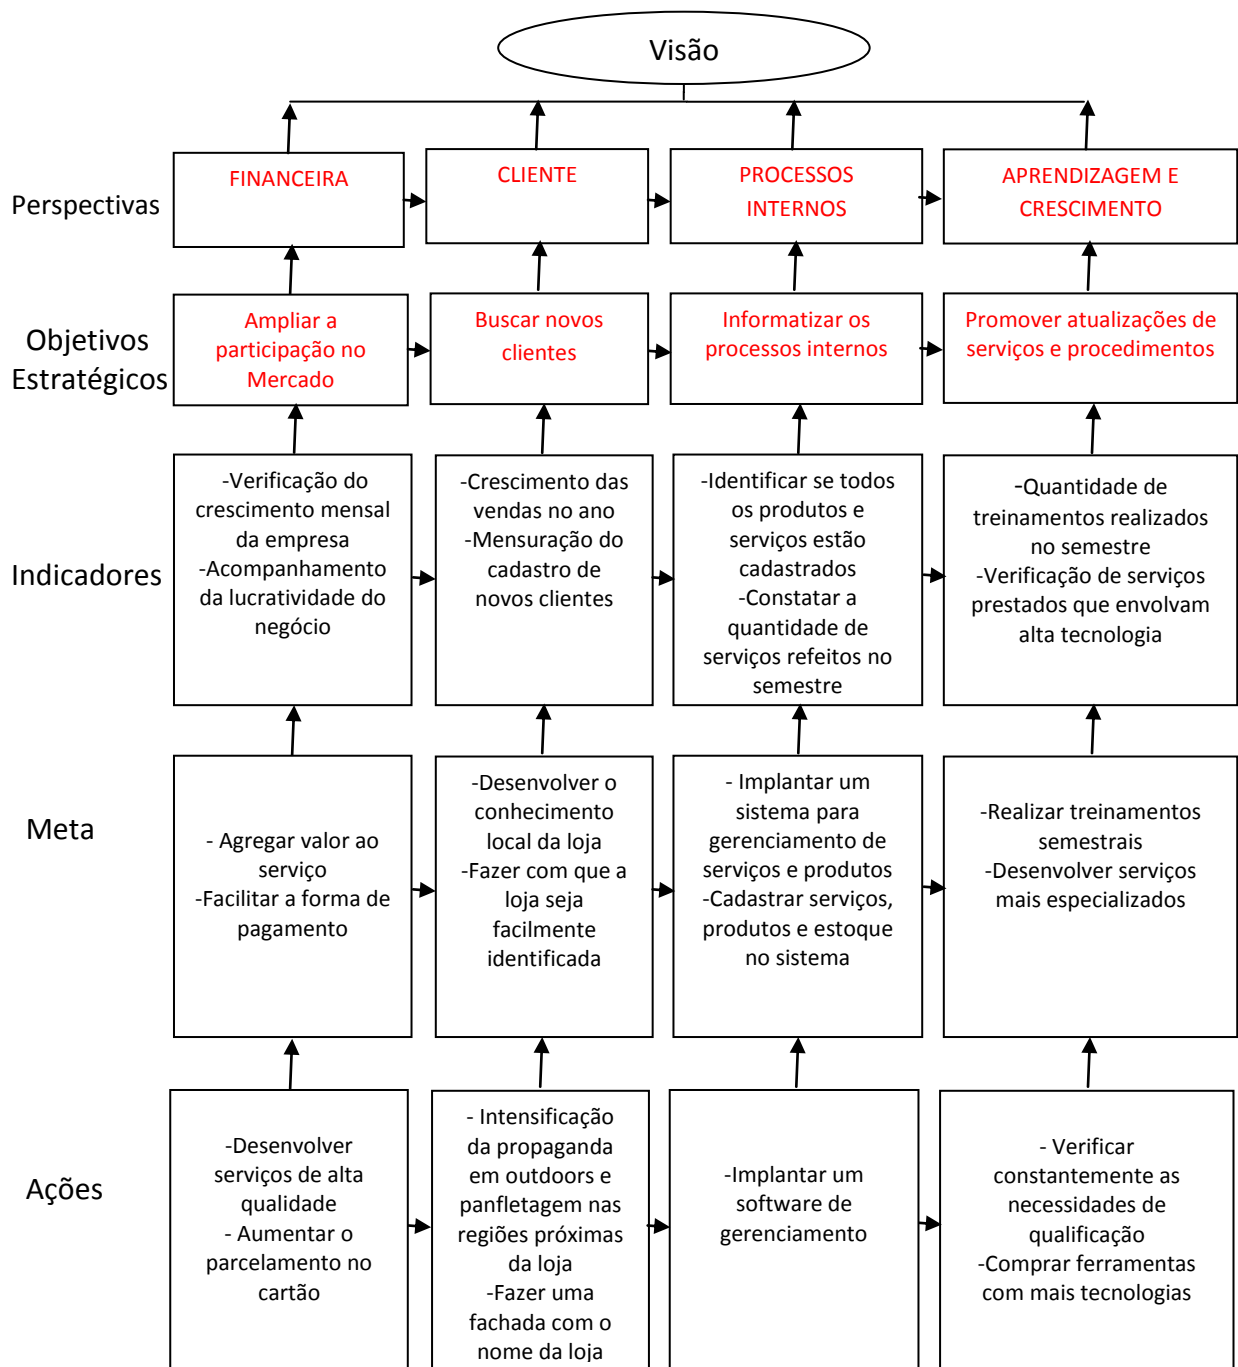 Visão
Perspectivas
FINANCEIRA
CLIENTE
PROCESSOS
INTERNOS
APRENDIZAGEM E
CRESCIMENTO
Objetivos
Estratégicos
Ampliar a
participação no
Mercado
Buscar novos
clientes
Informatizar os
processos internos
Promover atualizações de
serviços e procedimentos
Indicadores
-Verificação do
crescimento mensal
da empresa
-Acompanhamento
da lucratividade do
negócio
-Crescimento das
vendas no ano
-Mensuração do
cadastro de
novos clientes
-Identificar se todos
os produtos e
serviços estão
cadastrados
-Constatar a
quantidade de
serviços refeitos no
semestre
-Quantidade de
treinamentos realizados
no semestre
-Verificação de serviços
prestados que envolvam
alta tecnologia
Meta
- Agregar valor ao
serviço
-Facilitar a forma de
pagamento
-Desenvolver o
conhecimento
local da loja
-Fazer com que a
loja seja
facilmente
identificada
- Implantar um
sistema para
gerenciamento de
serviços e produtos
-Cadastrar serviços,
produtos e estoque
no sistema
-Realizar treinamentos
semestrais
-Desenvolver serviços
mais especializados
Ações
-Desenvolver
serviços de alta
qualidade
- Aumentar o
parcelamento no
cartão
- Intensificação
da propaganda
em outdoors e
panfletagem nas
regiões próximas
da loja
-Fazer uma
fachada com o
nome da loja
-Implantar um
software de
gerenciamento
- Verificar
constantemente as
necessidades de
qualificação
-Comprar ferramentas
com mais tecnologias